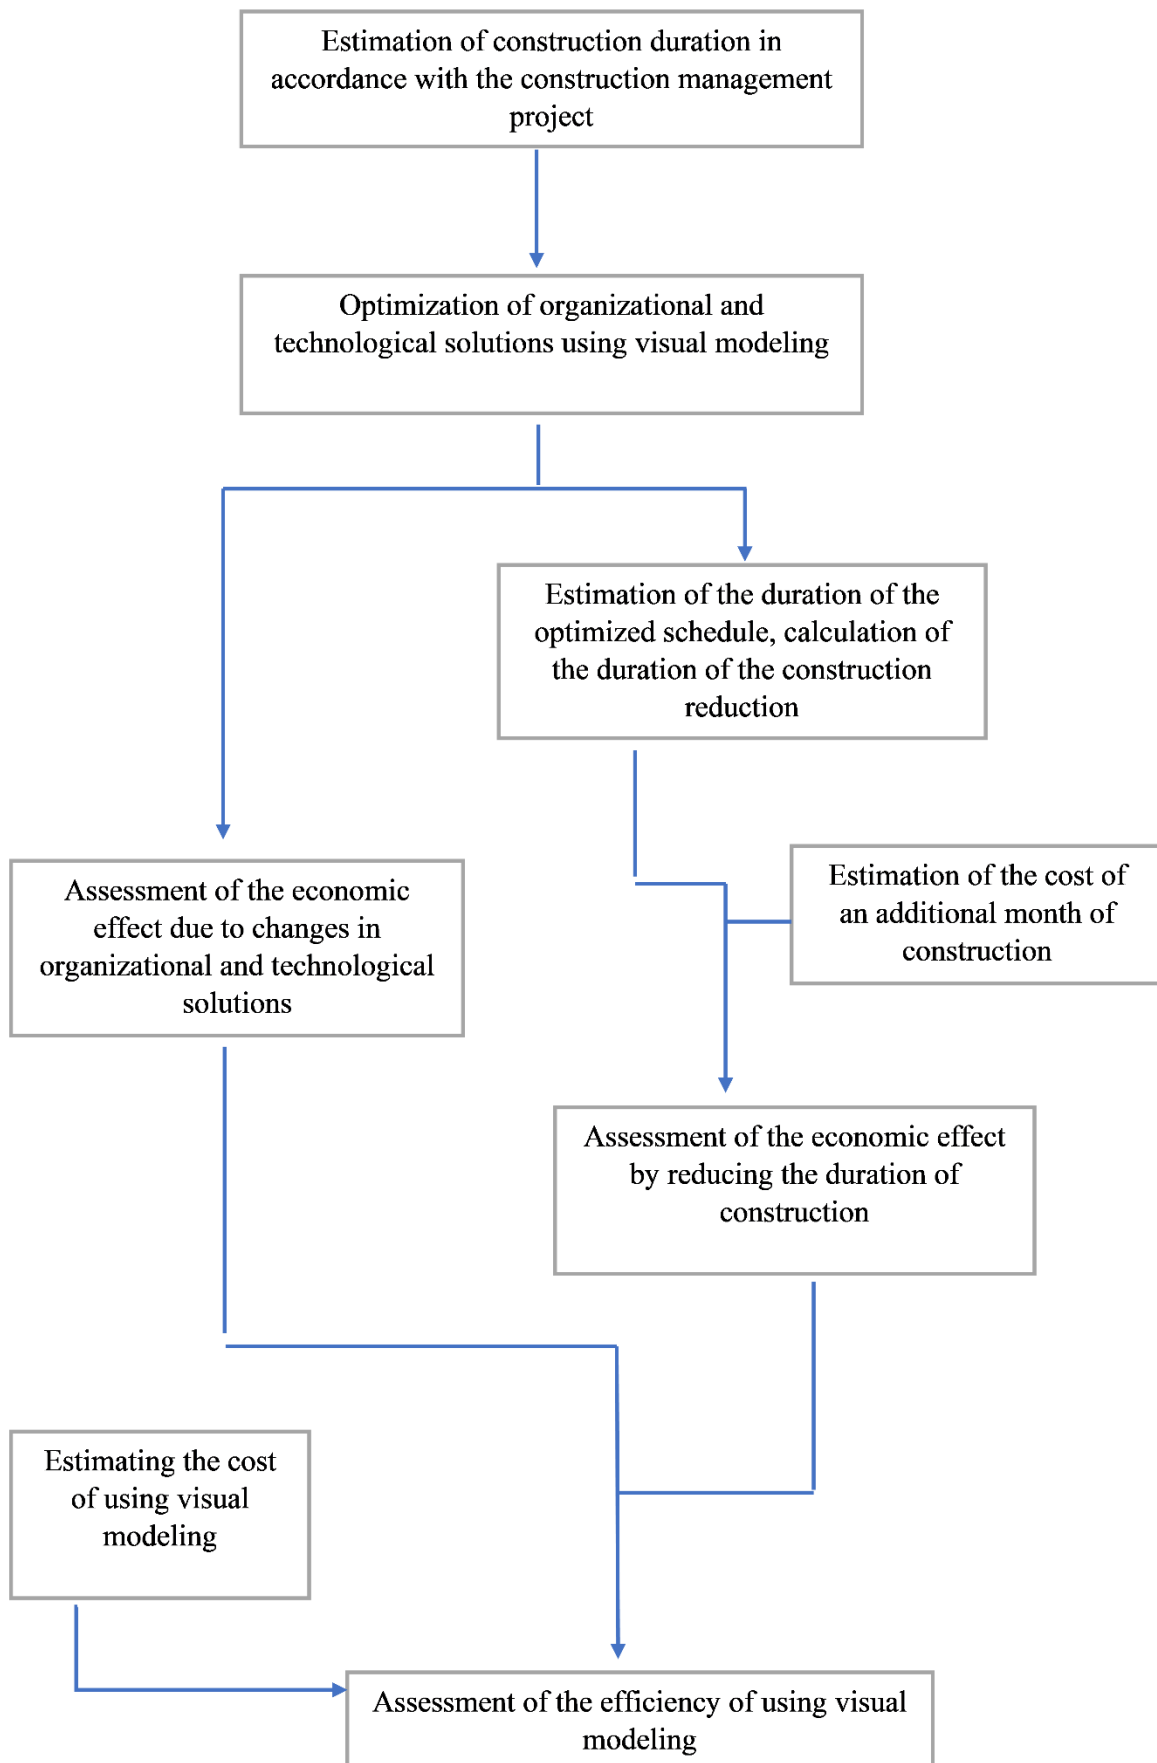 Estimation of construction duration in
accordance with the construction management
project
Optimization of organizational and
technological solutions using visual modeling
Estimation of the duration of the
optimized schedule, calculation of
the duration of the construction
reduction
Assessment of the economic
effect due to changes in
organizational and technological
solutions
Estimation of the cost of
an additional month of
construction
Assessment of the economic effect
by reducing the duration of
construction
Estimating the cost
of using visual
modeling
Assessment of the efficiency of using visual
modeling